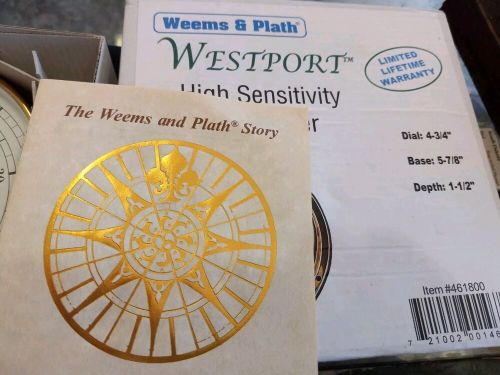 Weems & Plath®
WESTPORT™
LIMITED
LIFETIME
WARRANTY
High Sensitivity
Dial: 4-3/4"
Base: 5-7/8"
Depth: 1-1/2"
Item #461800
7 21002 00146
The Weems and Plath® Story